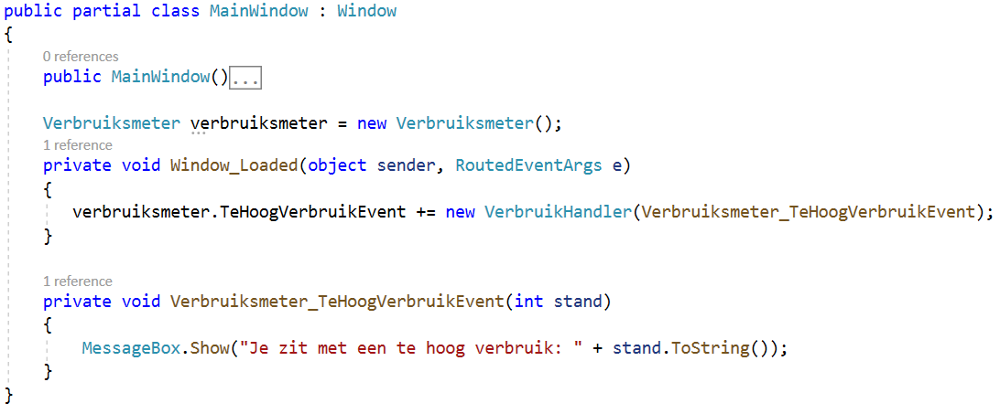 public partial class MainWindow : Window
{
0 references
public MainWindow()...
Verbruiksmeter verbruiksmeter = new Verbruiksmeter();
1 reference
private void Window_Loaded(object sender, RoutedEventArgs e)
{
verbruiksmeter.TeHoogVerbruikEvent += new VerbruikHandler(Verbruiksmeter_TeHoogVerbruikEvent);
}
1 reference
private void Verbruiksmeter_TeHoogVerbruikEvent(int stand)
{
MessageBox.Show("Je zit met een te hoog verbruik: " + stand.ToString());
}
}